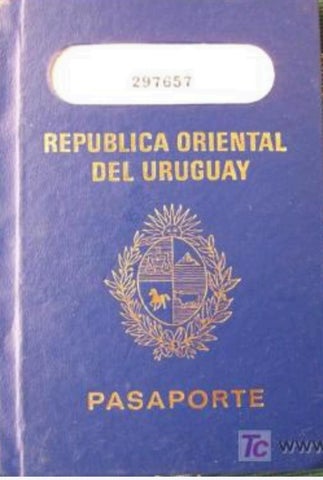 297657
REPUBLICA ORIENTAL
DEL URUGUAY
PASAPORTE
TC www